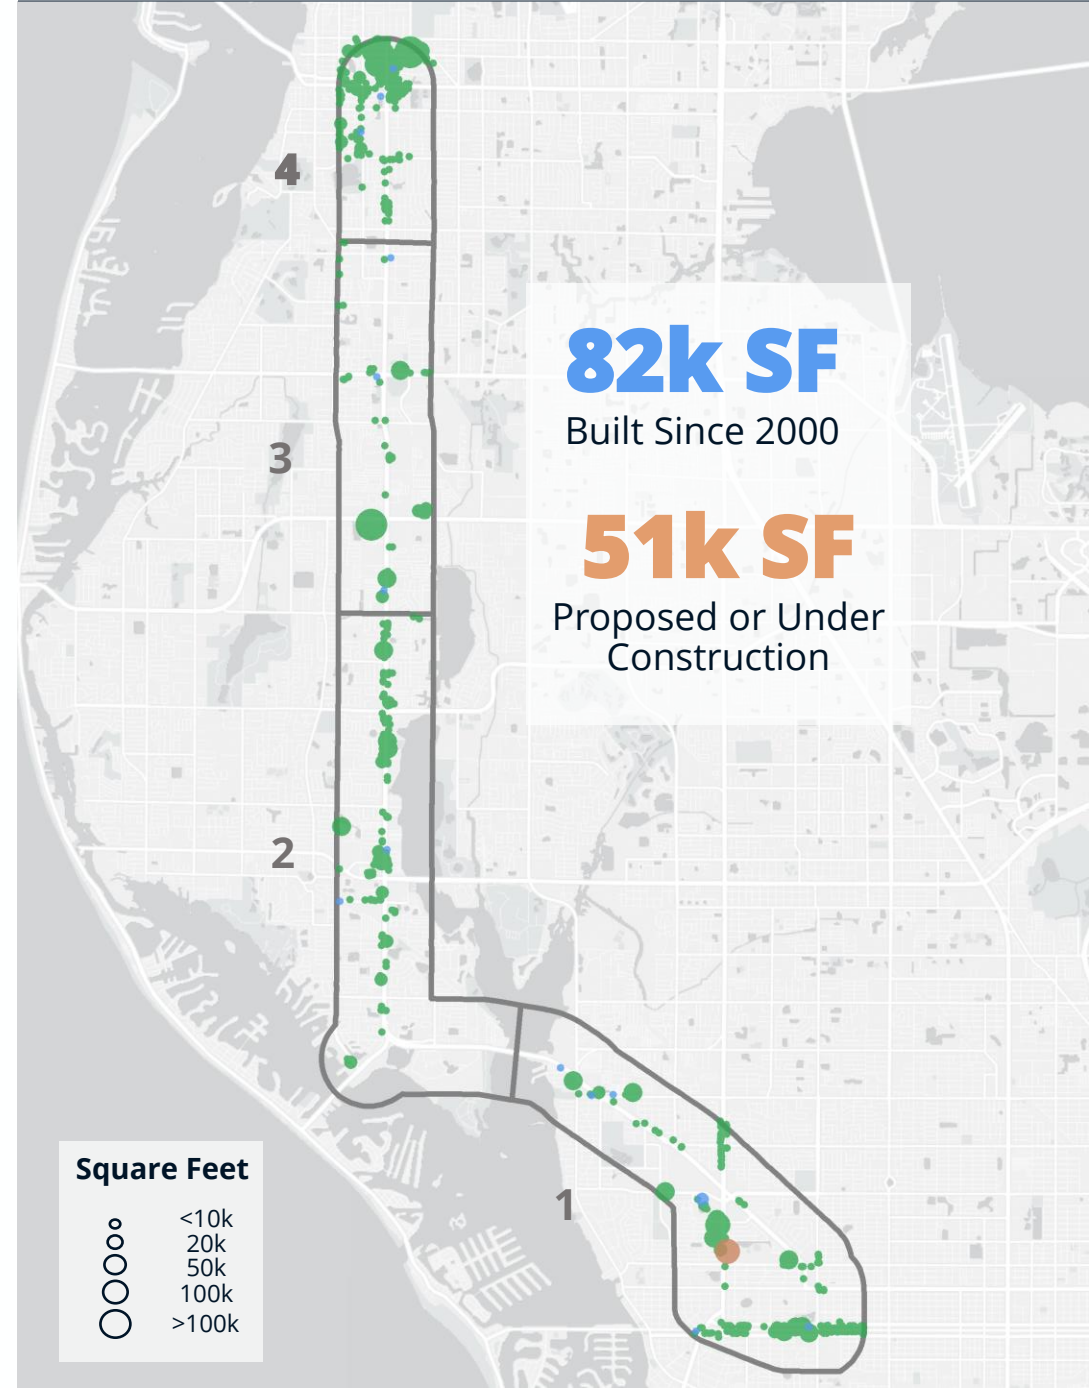 4
82k SF
Built Since 2000
3
51k SF
Proposed or Under
Construction
2
1
Square Feet
<10k
20k
50k
100k
>100k